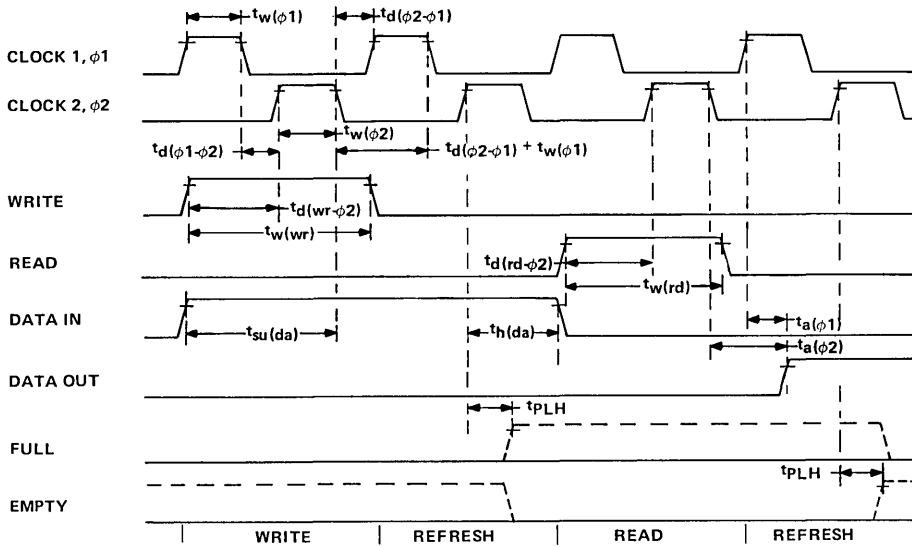 tw(φ1)
td(φ2-φ1)
CLOCK 1, φ1
CLOCK 2, φ2
tw(φ2)
td(φ1-φ2)
td(φ2-φ1) + tw(φ1)
WRITE
td(wr-φ2)
tw(wr)
READ
td(rd-φ2)
tw(rd)
DATA IN
tsu(da)
th(da)
ta(φ1)
ta(φ2)
DATA OUT
tPLH
FULL
tPLH
EMPTY
WRITE
REFRESH
READ
REFRESH